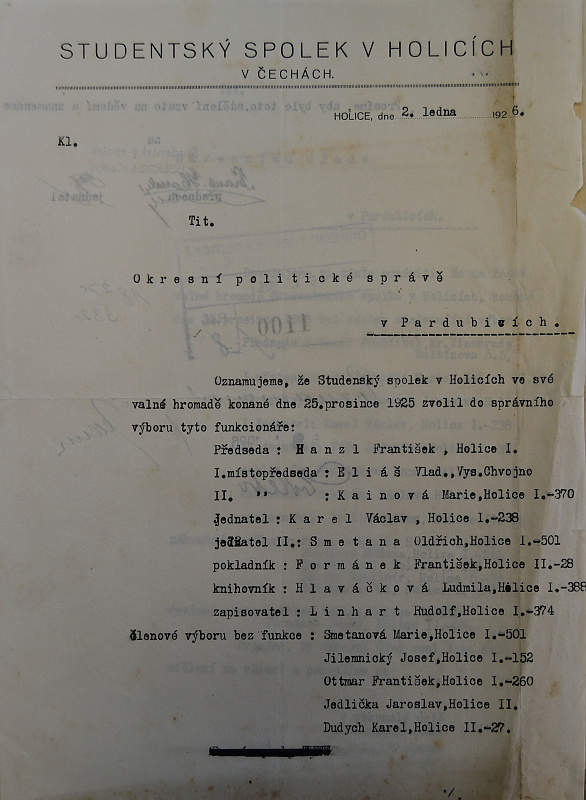 STUDENTSKÝ SPOLEK V HOLICÍCH
V ČECHÁCH.
HOLICE, dne 2. ledna 1926.
Kl.
Tit.
Okresní politické správě
v Pardubicích.
Oznamujeme, že Studenský spolek v Holicích ve své
valné hromadě konané dne 25.prosince 1925 zvolil do správního
výboru tyto funkcionáře:
Předseda : Hanzl František , Holice I.
I.místopředseda : Eliáš Vlad.,Vys.Chvojno
II. " : Kainová Marie,Holice I.-370
Jednatel : Karel Václav , Holice I.-238
jednatel II.: Smetana Oldřich,Holice I.-501
pokladník : Formánek František,Holice II.-28
knihovník : Hlaváčková Ludmila,Holice I.-388
zapisovatel : Linhart Rudolf,Holice I.-374
členové výboru bez funkce : Smetanová Marie,Holice I.-501
Jilemnický Josef,Holice I.-152
Ottmar František,Holice I.-260
Jedlička Jaroslav,Holice II.
Dudych Karel,Holice II.-27.
./.